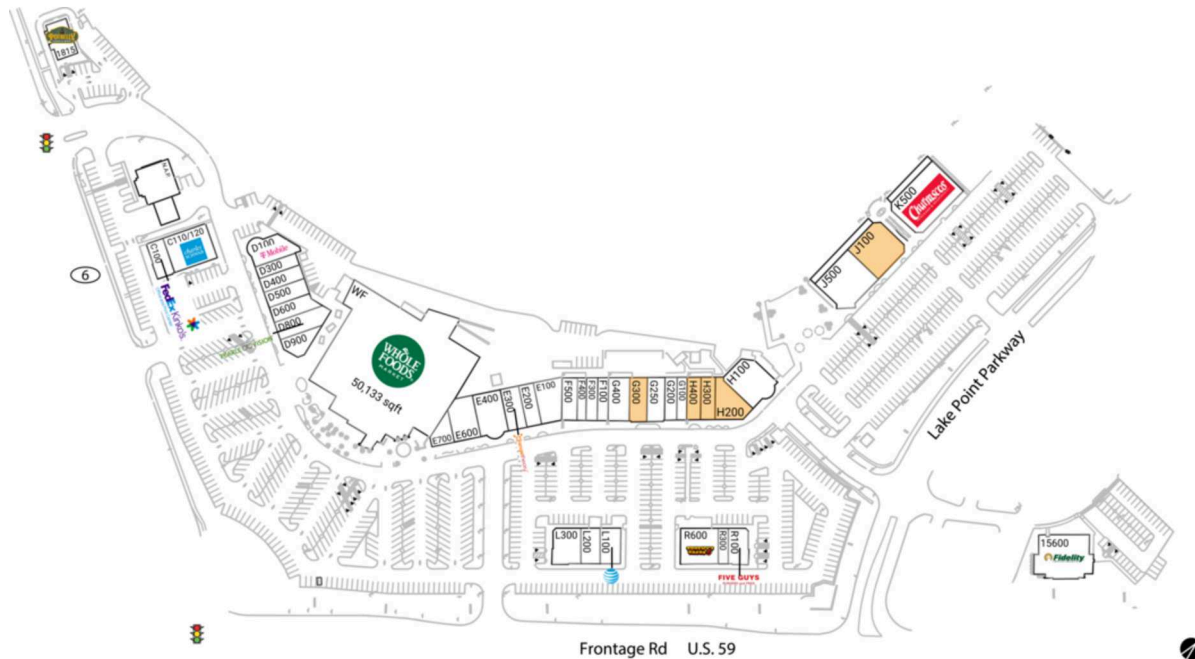 1815
N.A.P.
6
C100
C110/120
FedEx Kinko's
D100
T Mobile
D300
D400
D500
D600
D800
D900
WF
WHOLE
FOODS
MARKET
50,133 sqft
E700
E600
E400
E300
E200
E100
F500
F400
F300
F100
G400
G300
G250
G200
G100
H400
H300
H200
H100
J500
J100
K500
Churrascos
Lake Point Parkway
L300
L200
L100
R600
R300
R100
FIVE GUYS
15600
Fidelity
Frontage Rd U.S. 59